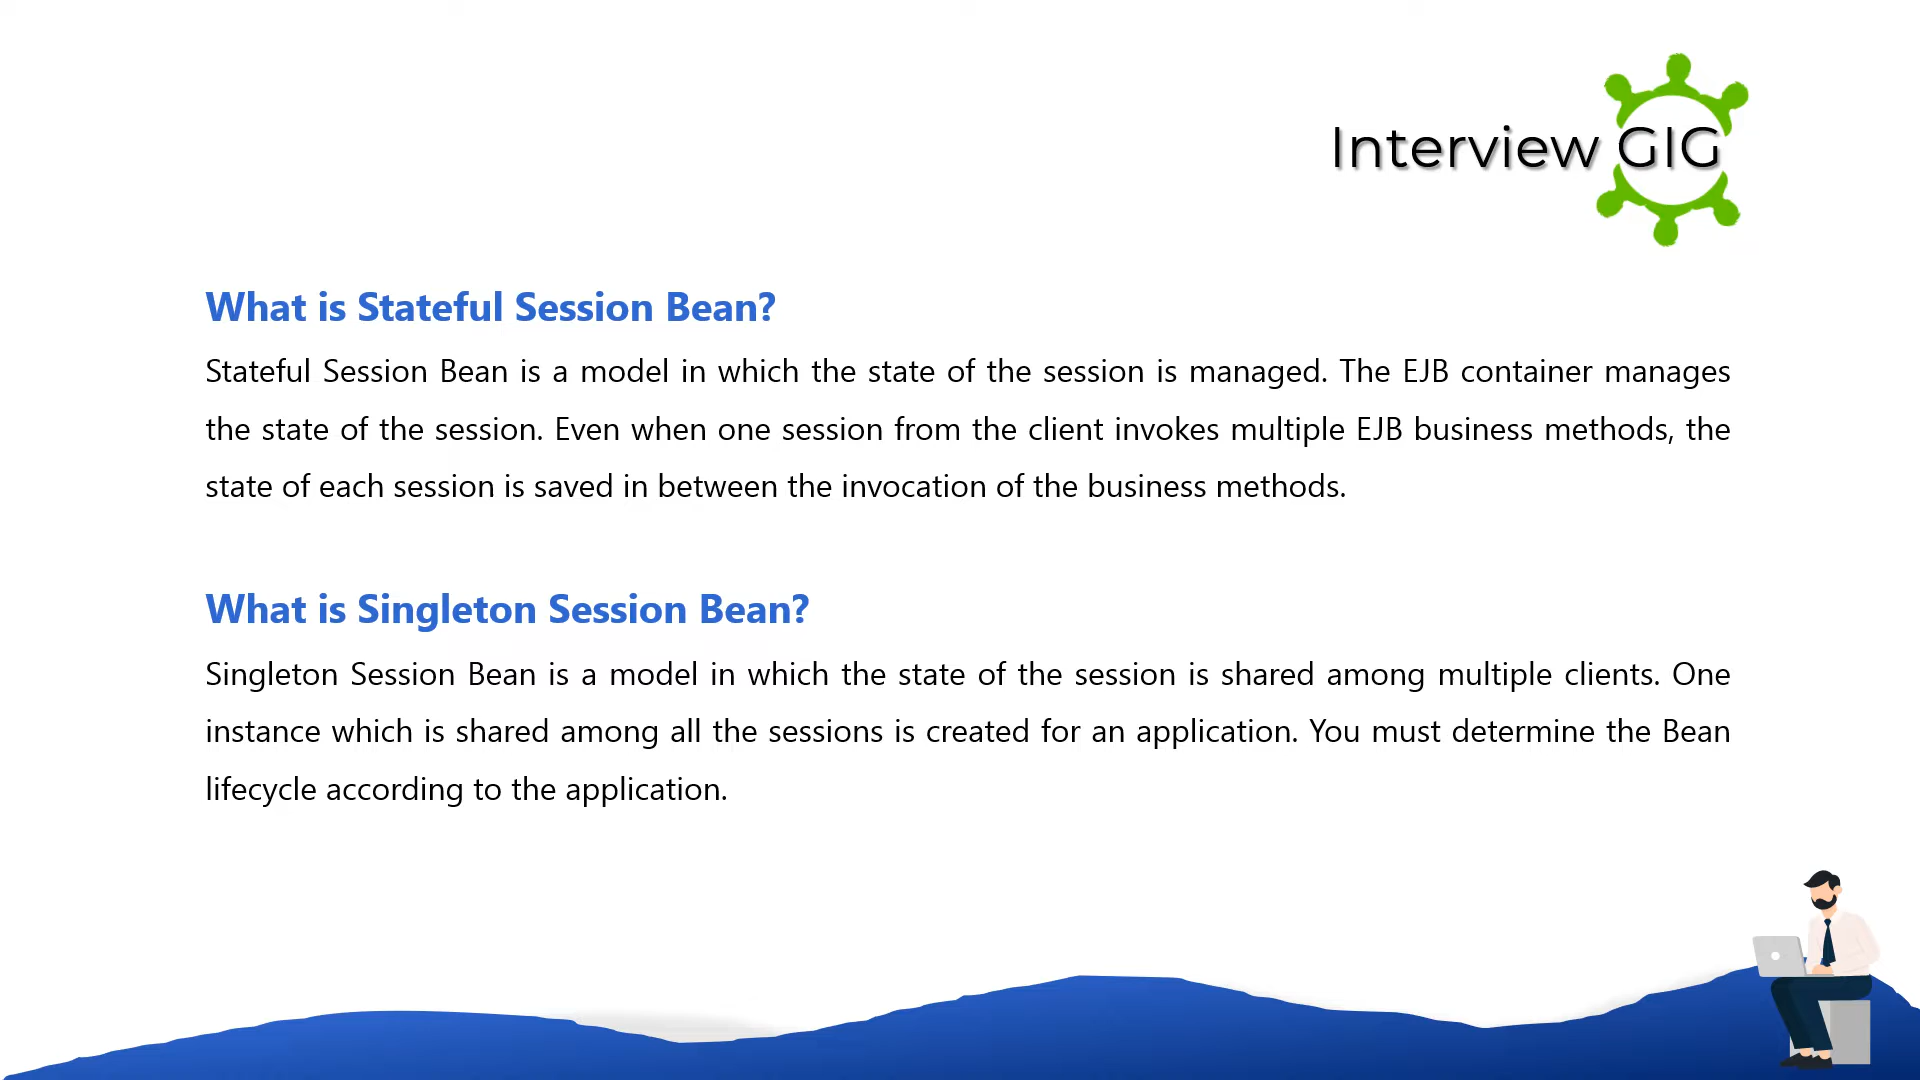 Interview GIG
What is Stateful Session Bean?
Stateful Session Bean is a model in which the state of the session is managed. The EJB container manages
the state of the session. Even when one session from the client invokes multiple EJB business methods, the
state of each session is saved in between the invocation of the business methods.
What is Singleton Session Bean?
Singleton Session Bean is a model in which the state of the session is shared among multiple clients. One
instance which is shared among all the sessions is created for an application. You must determine the Bean
lifecycle according to the application.